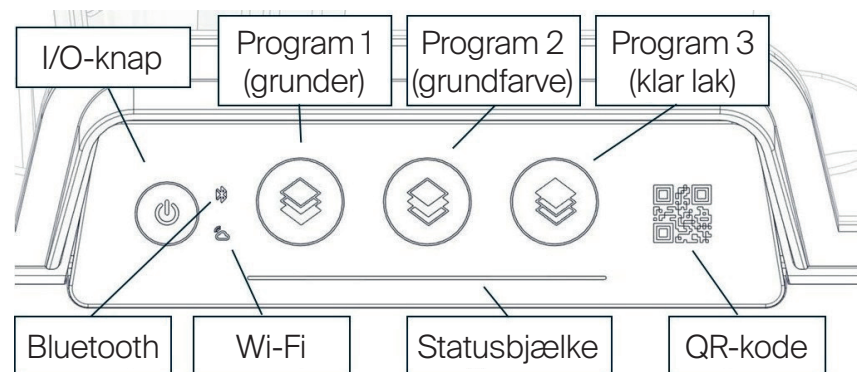 I/O-knap
Program 1
(grunder)
Program 2
(grundfarve)
Program 3
(klar lak)
Bluetooth
Wi-Fi
Statusbjælke
QR-kode